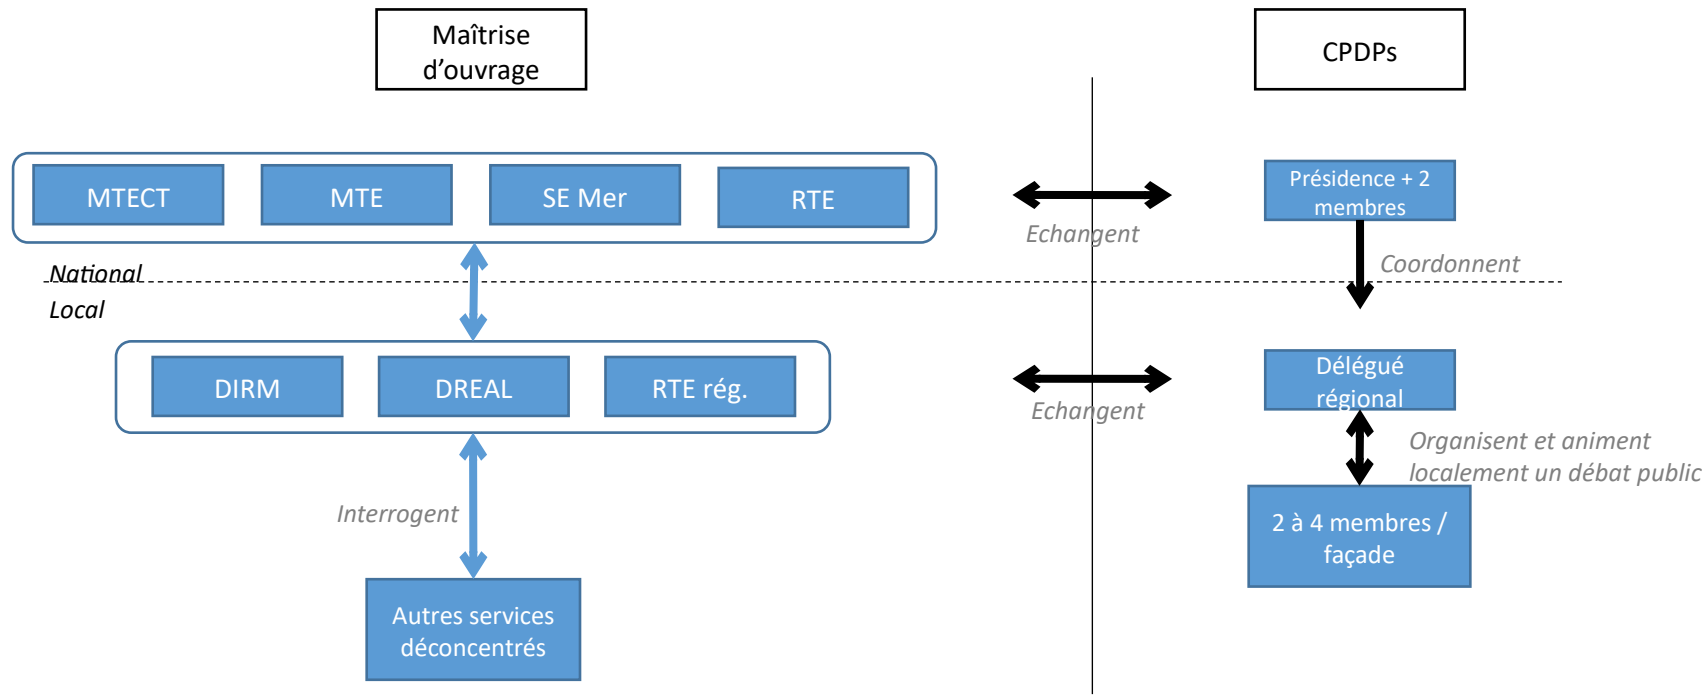 Maîtrise
d'ouvrage
CPDPs
MTECT
MTE
SE Mer
RTE
Présidence + 2
membres
Echangent
Coordonnent
National
Local
DIRM
DREAL
RTE rég.
Délégué
régional
Echangent
Organisent et animent
localement un débat public
Interrogent
2 à 4 membres /
façade
Autres services
déconcentrés